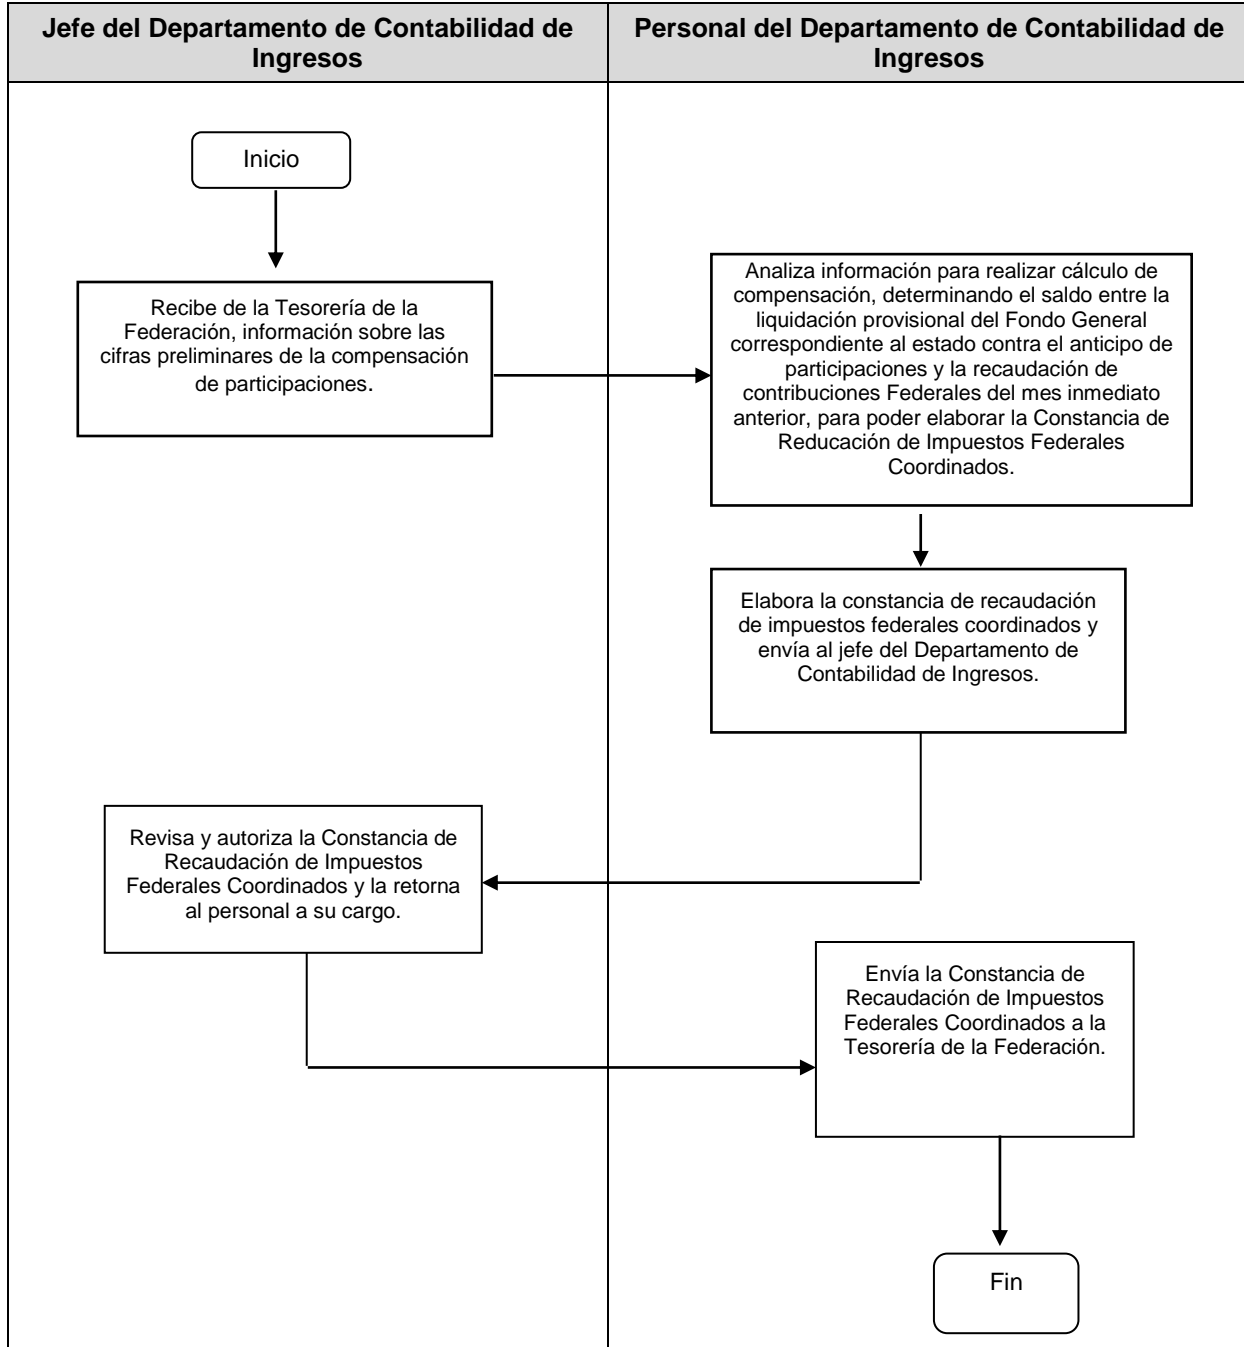 Jefe del Departamento de Contabilidad de
Ingresos
Personal del Departamento de Contabilidad de
Ingresos
Inicio
Recibe de la Tesorería de la
Federación, información sobre las
cifras preliminares de la compensación
de participaciones.
Analiza información para realizar cálculo de
compensación, determinando el saldo entre la
liquidación provisional del Fondo General
correspondiente al estado contra el anticipo de
participaciones y la recaudación de
contribuciones Federales del mes inmediato
anterior, para poder elaborar la Constancia de
Reducación de Impuestos Federales
Coordinados.
Elabora la constancia de recaudación
de impuestos federales coordinados y
envía al jefe del Departamento de
Contabilidad de Ingresos.
Revisa y autoriza la Constancia de
Recaudación de Impuestos
Federales Coordinados y la retorna
al personal a su cargo.
Envía la Constancia de
Recaudación de Impuestos
Federales Coordinados a la
Tesorería de la Federación.
Fin